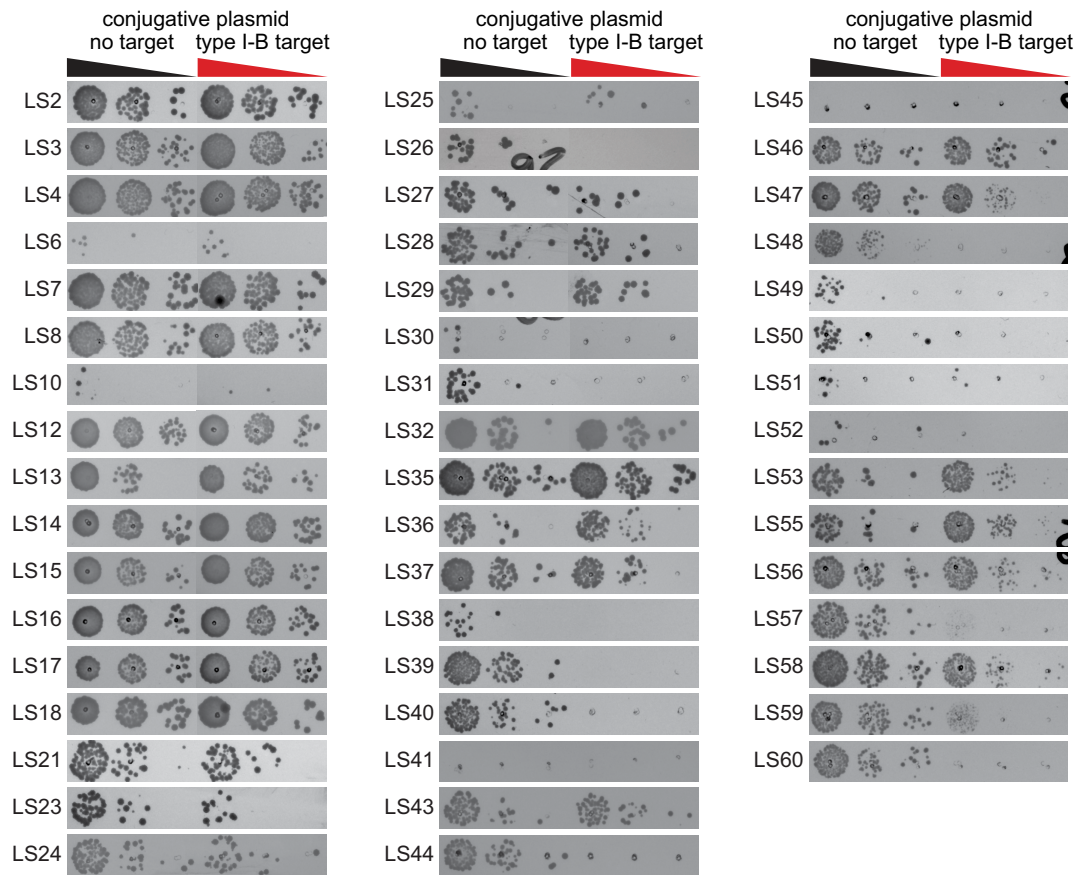 conjugative plasmid
no target type I-B target
LS2
LS3
LS4
LS6
LS7
LS8
LS10
LS12
LS13
LS14
LS15
LS16
LS17
LS18
LS21
LS23
LS24
conjugative plasmid
no target type I-B target
LS25
LS26
LS27
LS28
LS29
LS30
LS31
LS32
LS35
LS36
LS37
LS38
LS39
LS40
LS41
LS43
LS44
conjugative plasmid
no target type I-B target
LS45
LS46
LS47
LS48
LS49
LS50
LS51
LS52
LS53
LS55
LS56
LS57
LS58
LS59
LS60